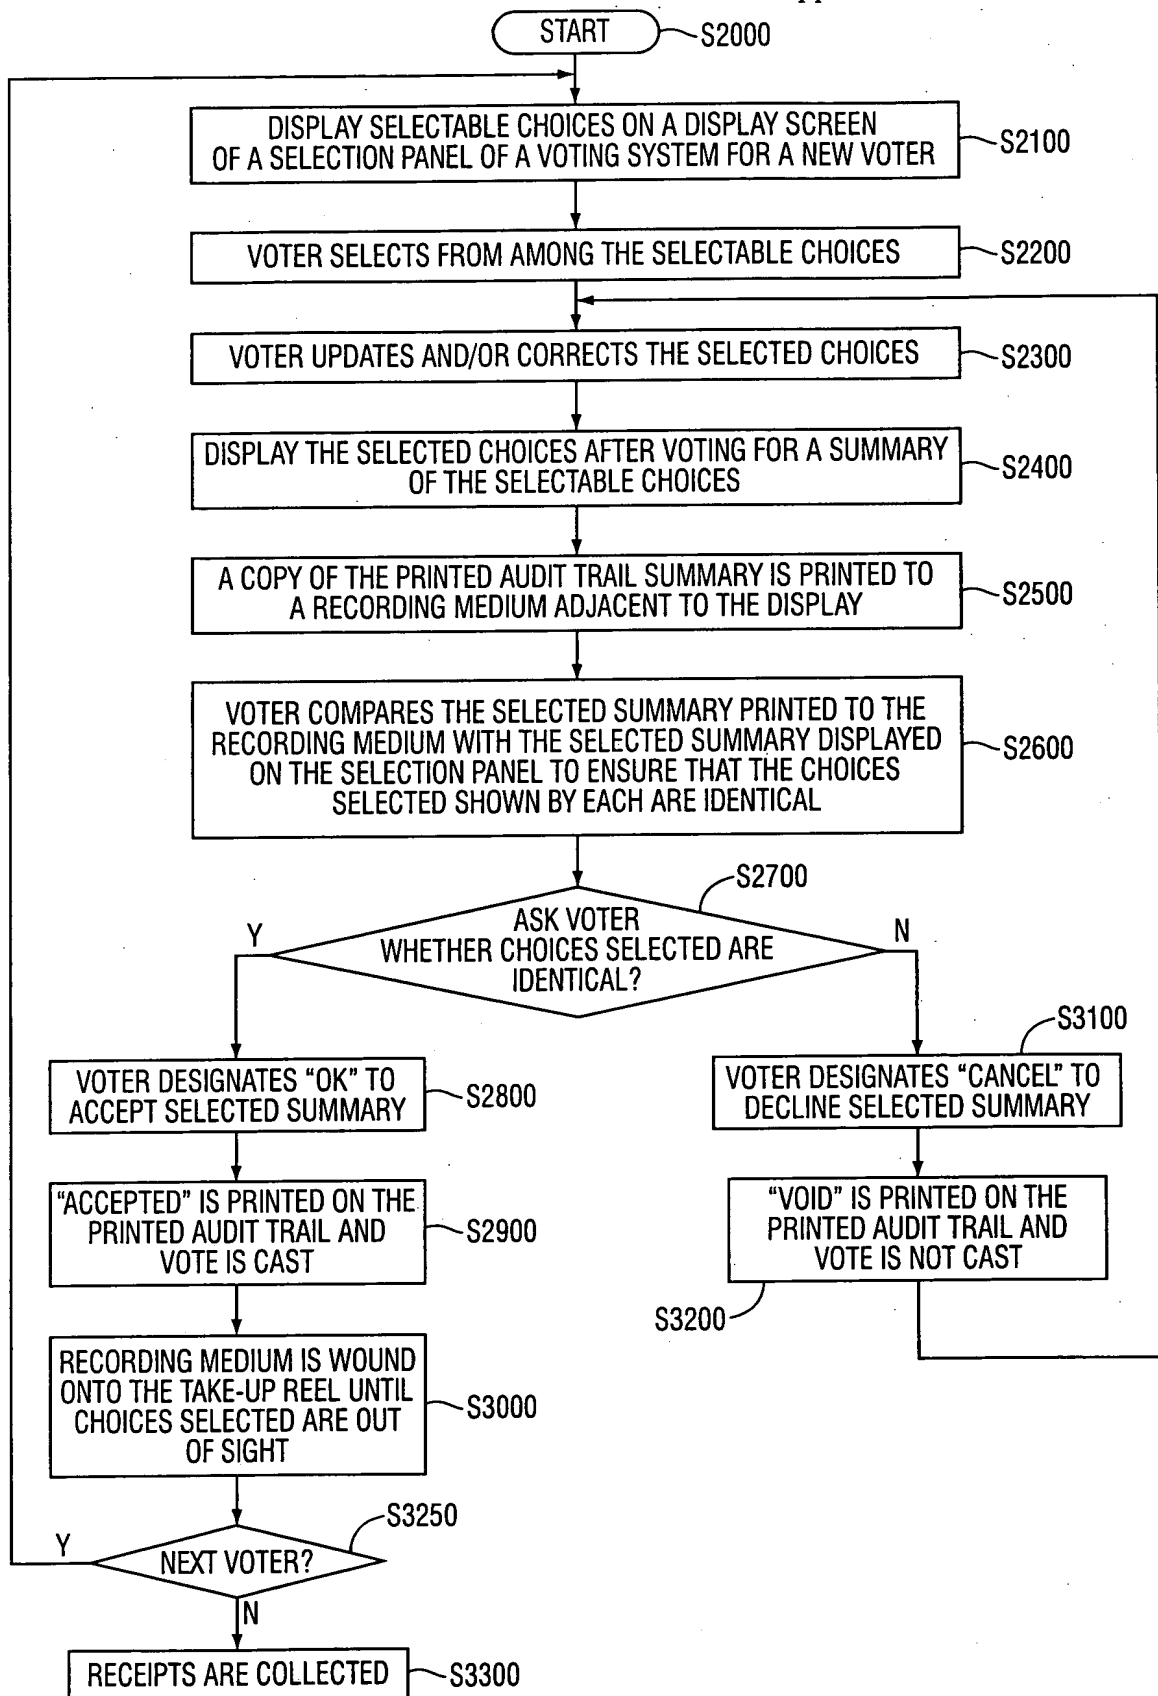 START
S2000
DISPLAY SELECTABLE CHOICES ON A DISPLAY SCREEN
OF A SELECTION PANEL OF A VOTING SYSTEM FOR A NEW VOTER
S2100
VOTER SELECTS FROM AMONG THE SELECTABLE CHOICES
S2200
VOTER UPDATES AND/OR CORRECTS THE SELECTED CHOICES
S2300
DISPLAY THE SELECTED CHOICES AFTER VOTING FOR A SUMMARY
OF THE SELECTABLE CHOICES
S2400
A COPY OF THE PRINTED AUDIT TRAIL SUMMARY IS PRINTED TO
A RECORDING MEDIUM ADJACENT TO THE DISPLAY
S2500
VOTER COMPARES THE SELECTED SUMMARY PRINTED TO THE
RECORDING MEDIUM WITH THE SELECTED SUMMARY DISPLAYED
ON THE SELECTION PANEL TO ENSURE THAT THE CHOICES
SELECTED SHOWN BY EACH ARE IDENTICAL
S2600
S2700
ASK VOTER
WHETHER CHOICES SELECTED ARE
IDENTICAL?
Y
N
VOTER DESIGNATES “OK” TO
ACCEPT SELECTED SUMMARY
S2800
“ACCEPTED” IS PRINTED ON THE
PRINTED AUDIT TRAIL AND
VOTE IS CAST
S2900
RECORDING MEDIUM IS WOUND
ONTO THE TAKE-UP REEL UNTIL
CHOICES SELECTED ARE OUT
OF SIGHT
S3000
S3100
VOTER DESIGNATES “CANCEL” TO
DECLINE SELECTED SUMMARY
“VOID” IS PRINTED ON THE
PRINTED AUDIT TRAIL AND
VOTE IS NOT CAST
S3200
S3250
NEXT VOTER?
Y
N
RECEIPTS ARE COLLECTED
S3300